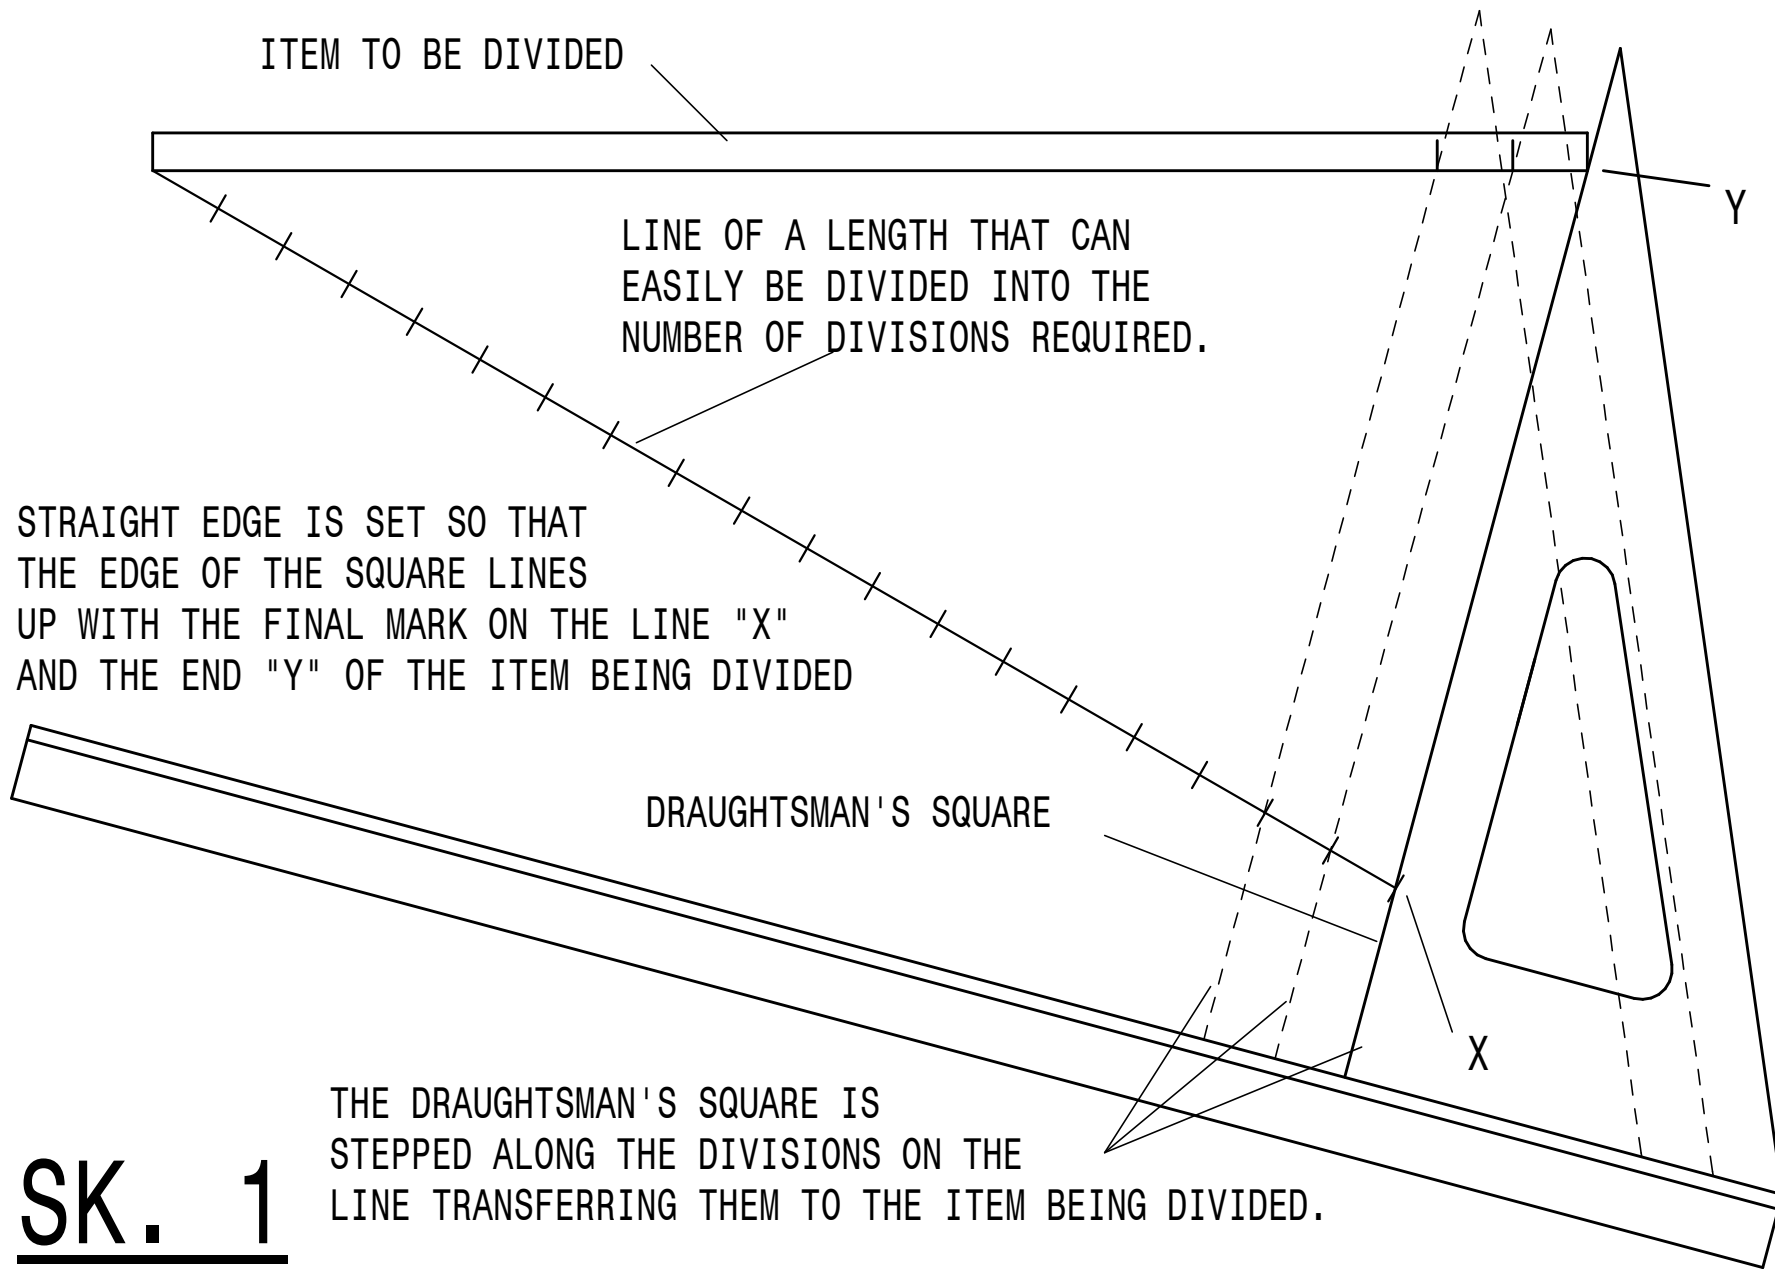 ITEM TO BE DIVIDED
Y
LINE OF A LENGTH THAT CAN
EASILY BE DIVIDED INTO THE
NUMBER OF DIVISIONS REQUIRED.
STRAIGHT EDGE IS SET SO THAT
THE EDGE OF THE SQUARE LINES
UP WITH THE FINAL MARK ON THE LINE "X"
AND THE END "Y" OF THE ITEM BEING DIVIDED
DRAUGHTSMAN'S SQUARE
X
THE DRAUGHTSMAN'S SQUARE IS
STEPPED ALONG THE DIVISIONS ON THE
LINE TRANSFERRING THEM TO THE ITEM BEING DIVIDED.
SK. 1